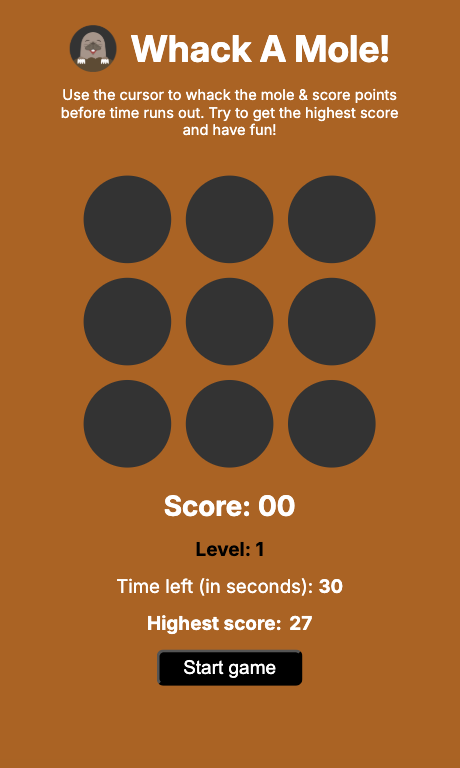 Whack A Mole!
Use the cursor to whack the mole & score points
before time runs out. Try to get the highest score
and have fun!
Score: 00
Level: 1
Time left (in seconds): 30
Highest score: 27
Start game